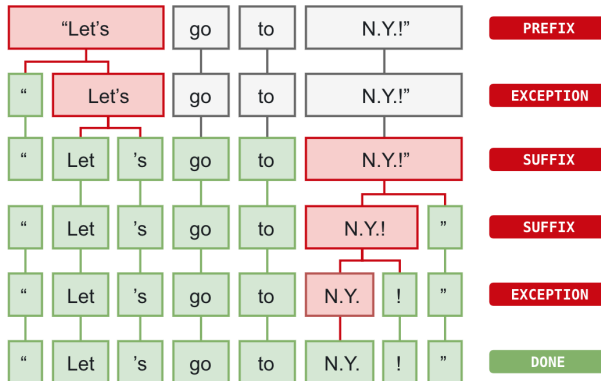 “Let’s go to N.Y.!” PREFIX
“ Let’s go to N.Y.!” EXCEPTION
“ Let ’s go to N.Y.!” SUFFIX
“ Let ’s go to N.Y.! ” SUFFIX
“ Let ’s go to N.Y. ! ” EXCEPTION
“ Let ’s go to N.Y. ! ” DONE